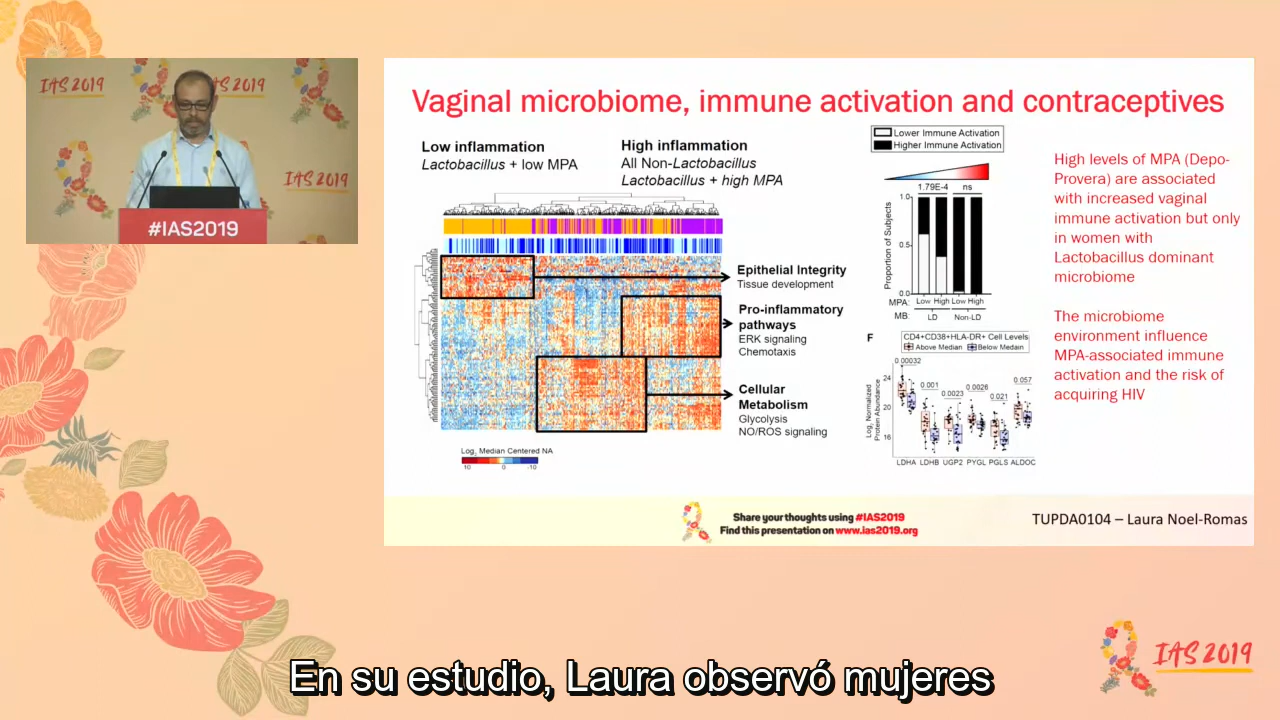 IAS 2019
AS 2019
IAS 2019
#IAS2019
Vaginal microbiome, immune activation and contraceptives
Low inflammation
Lactobacillus + low MPA
High inflammation
All Non-Lactobacillus
Lactobacillus + high MPA
Epithelial Integrity
Tissue development
Pro-inflammatory
pathways
ERK signaling
Chemotaxis
Cellular
Metabolism
Glycolysis
NO/ROS signaling
Log2 Median Centered NA
10 0 -10
Lower Immune Activation
Higher Immune Activation
1.79E-4 ns
Proportion of Subjects
1.0
0.5
0.0
MPA: Low High Low High
MB: LD Non-LD
F
CD4+CD38+HLA-DR+ Cell Levels
Above Median Below Median
Log2 Normalized
Protein Abundance
24
20
16
0.00032
0.001
0.0023
0.0026
0.021
0.057
LDHA LDHB UGP2 PYGL PGLS ALDOC
High levels of MPA (Depo-
Provera) are associated
with increased vaginal
immune activation but only
in women with
Lactobacillus dominant
microbiome
The microbiome
environment influence
MPA-associated immune
activation and the risk of
acquiring HIV
Share your thoughts using #IAS2019
Find this presentation on www.ias2019.org
TUPDA0104 – Laura Noel-Romas
IAS 2019
En su estudio, Laura observó mujeres